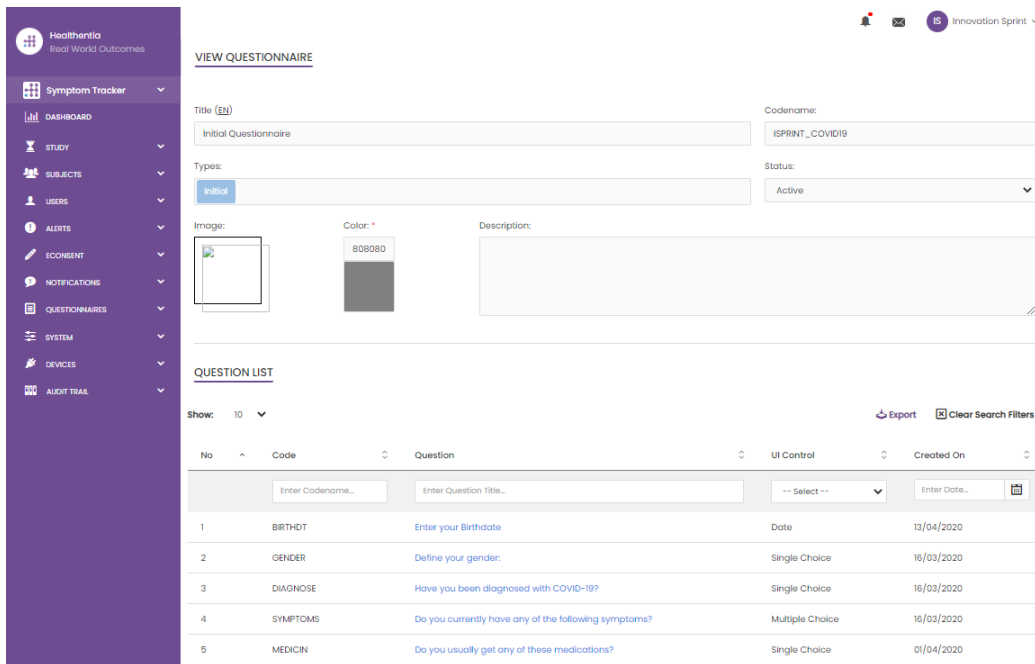 Healthentia
Real World Outcomes
IS Innovation Sprint
Symptom Tracker
DASHBOARD
STUDY
SUBJECTS
USERS
ALERTS
ECONSENT
NOTIFICATIONS
QUESTIONNAIRES
SYSTEM
DEVICES
AUDIT TRAIL
VIEW QUESTIONNAIRE
Title (EN) Codename:
Initial Questionnaire ISPRINT_COVID19
Types: Status:
Initial Active
Image: Color: * Description:
808080
QUESTION LIST
Show: 10 Export Clear Search Filters
No Code Question UI Control Created On
Enter Codename... Enter Question Title... -- Select -- Enter Date...
1 BIRTHDT Enter your Birthdate Date 13/04/2020
2 GENDER Define your gender: Single Choice 16/03/2020
3 DIAGNOSE Have you been diagnosed with COVID-19? Single Choice 16/03/2020
4 SYMPTOMS Do you currently have any of the following symptoms? Multiple Choice 16/03/2020
5 MEDICIN Do you usually get any of these medications? Single Choice 01/04/2020